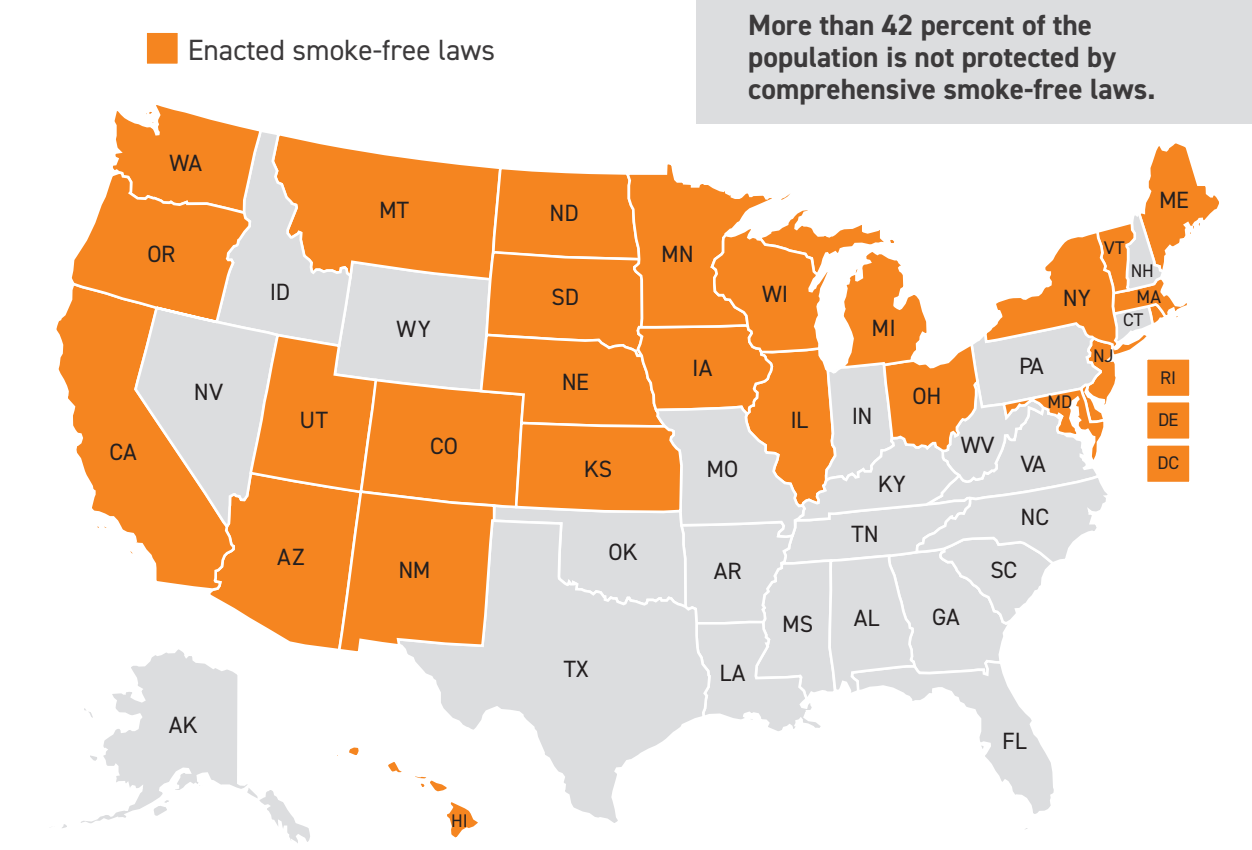 Enacted smoke-free laws
More than 42 percent of the
population is not protected by
comprehensive smoke-free laws.
WA
MT
ND
MN
ME
OR
ID
WY
SD
WI
MI
NY
VT
NH
MA
CT
NV
UT
CO
NE
IA
IL
IN
OH
PA
NJ
MD
RI
DE
DC
CA
KS
MO
KY
WV
VA
AZ
NM
OK
AR
TN
NC
SC
MS
AL
GA
TX
LA
FL
AK
HI